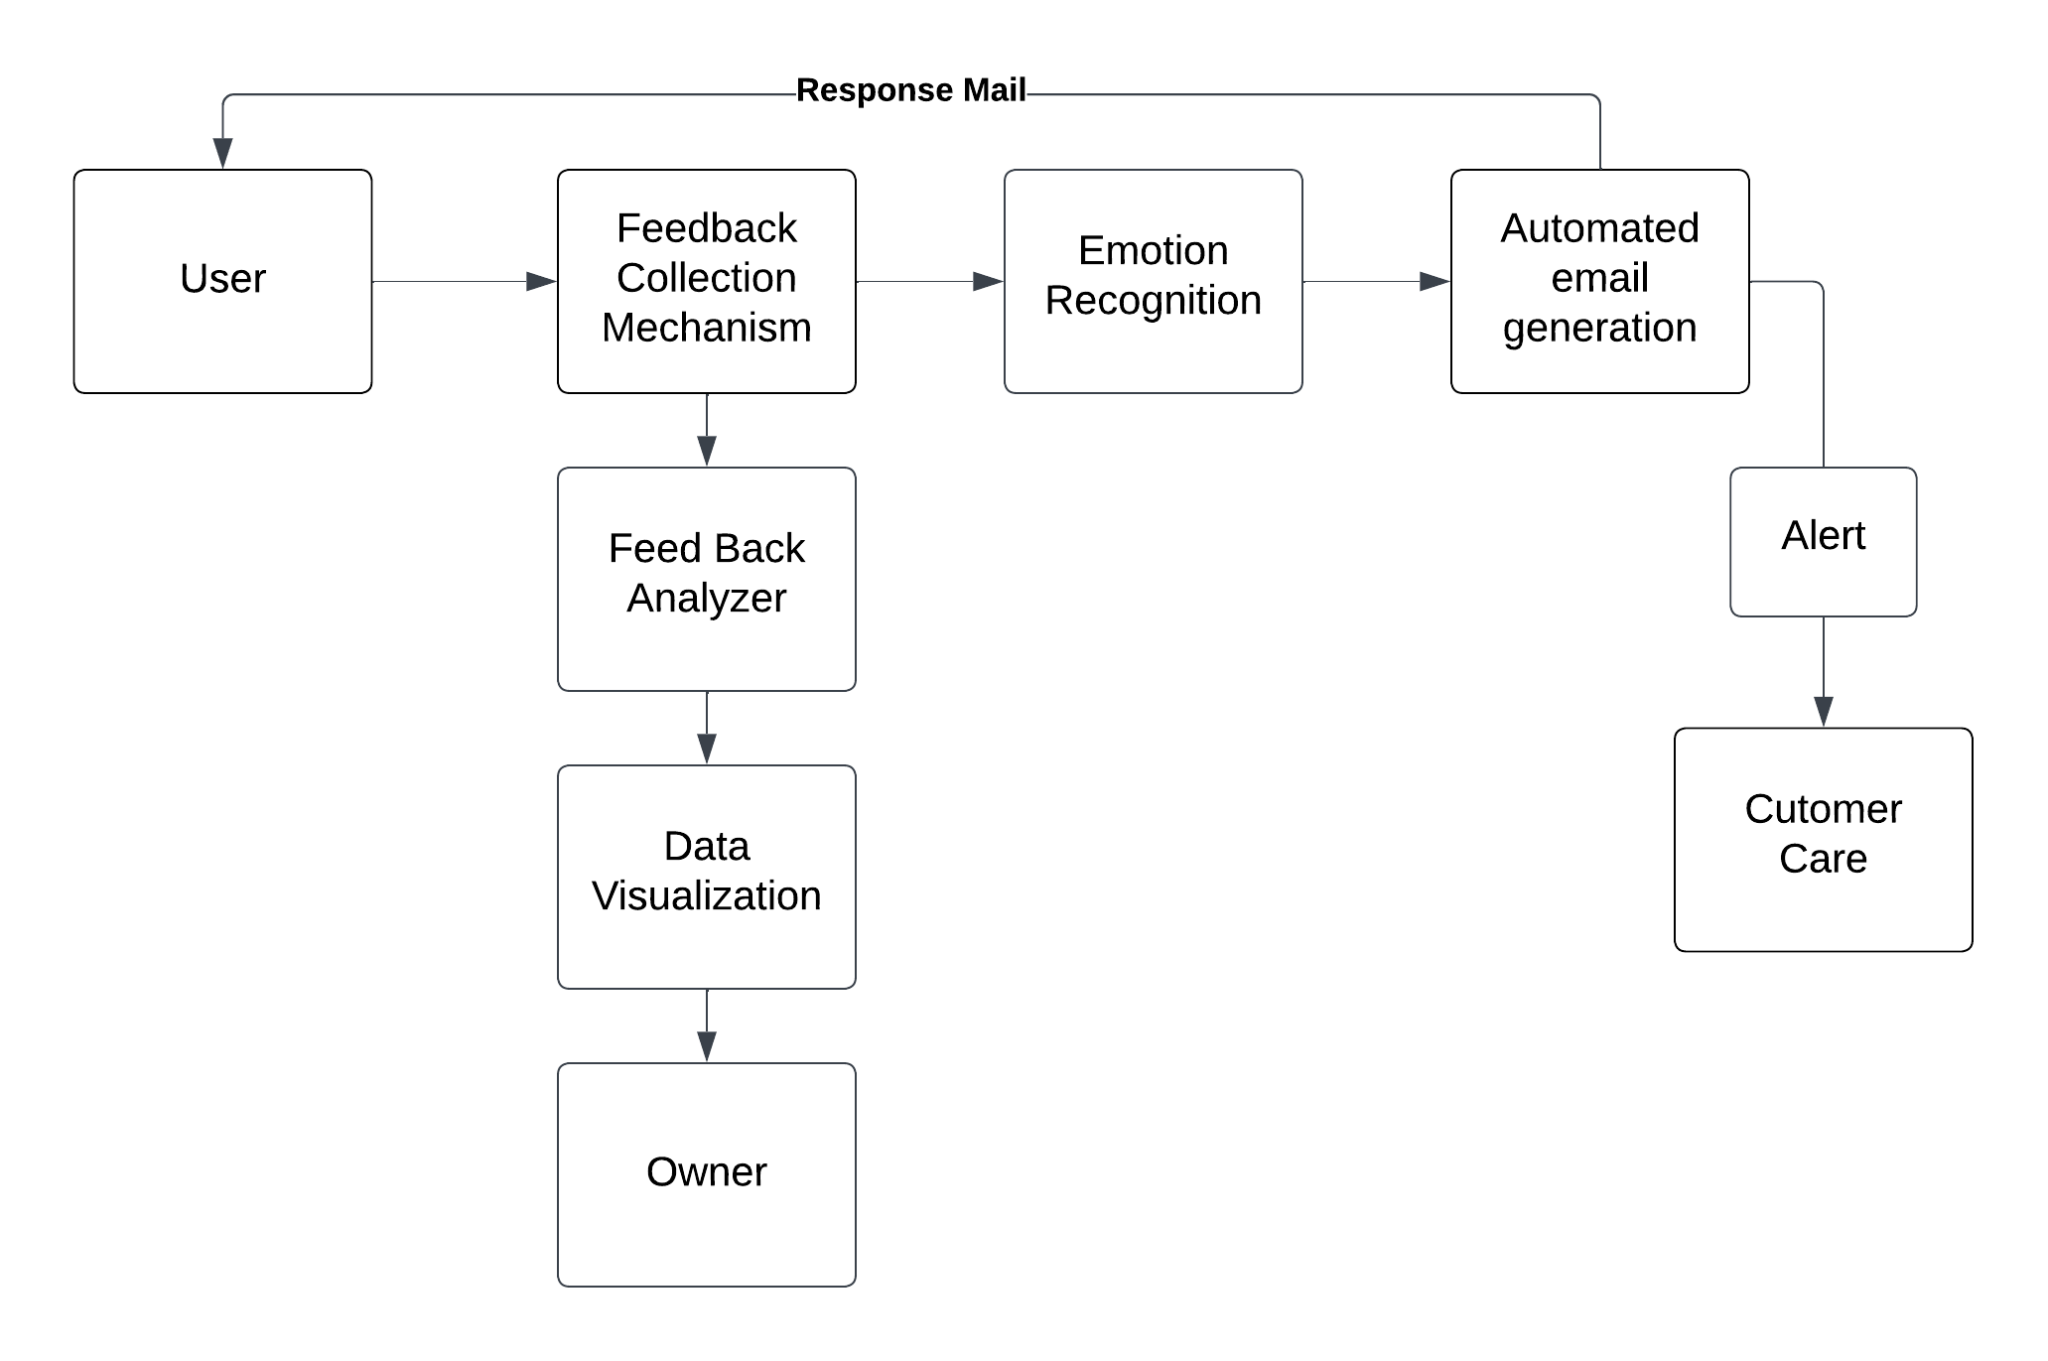 Response Mail
User
Feedback
Collection
Mechanism
Emotion
Recognition
Automated
email
generation
Feed Back
Analyzer
Alert
Data
Visualization
Cutomer
Care
Owner